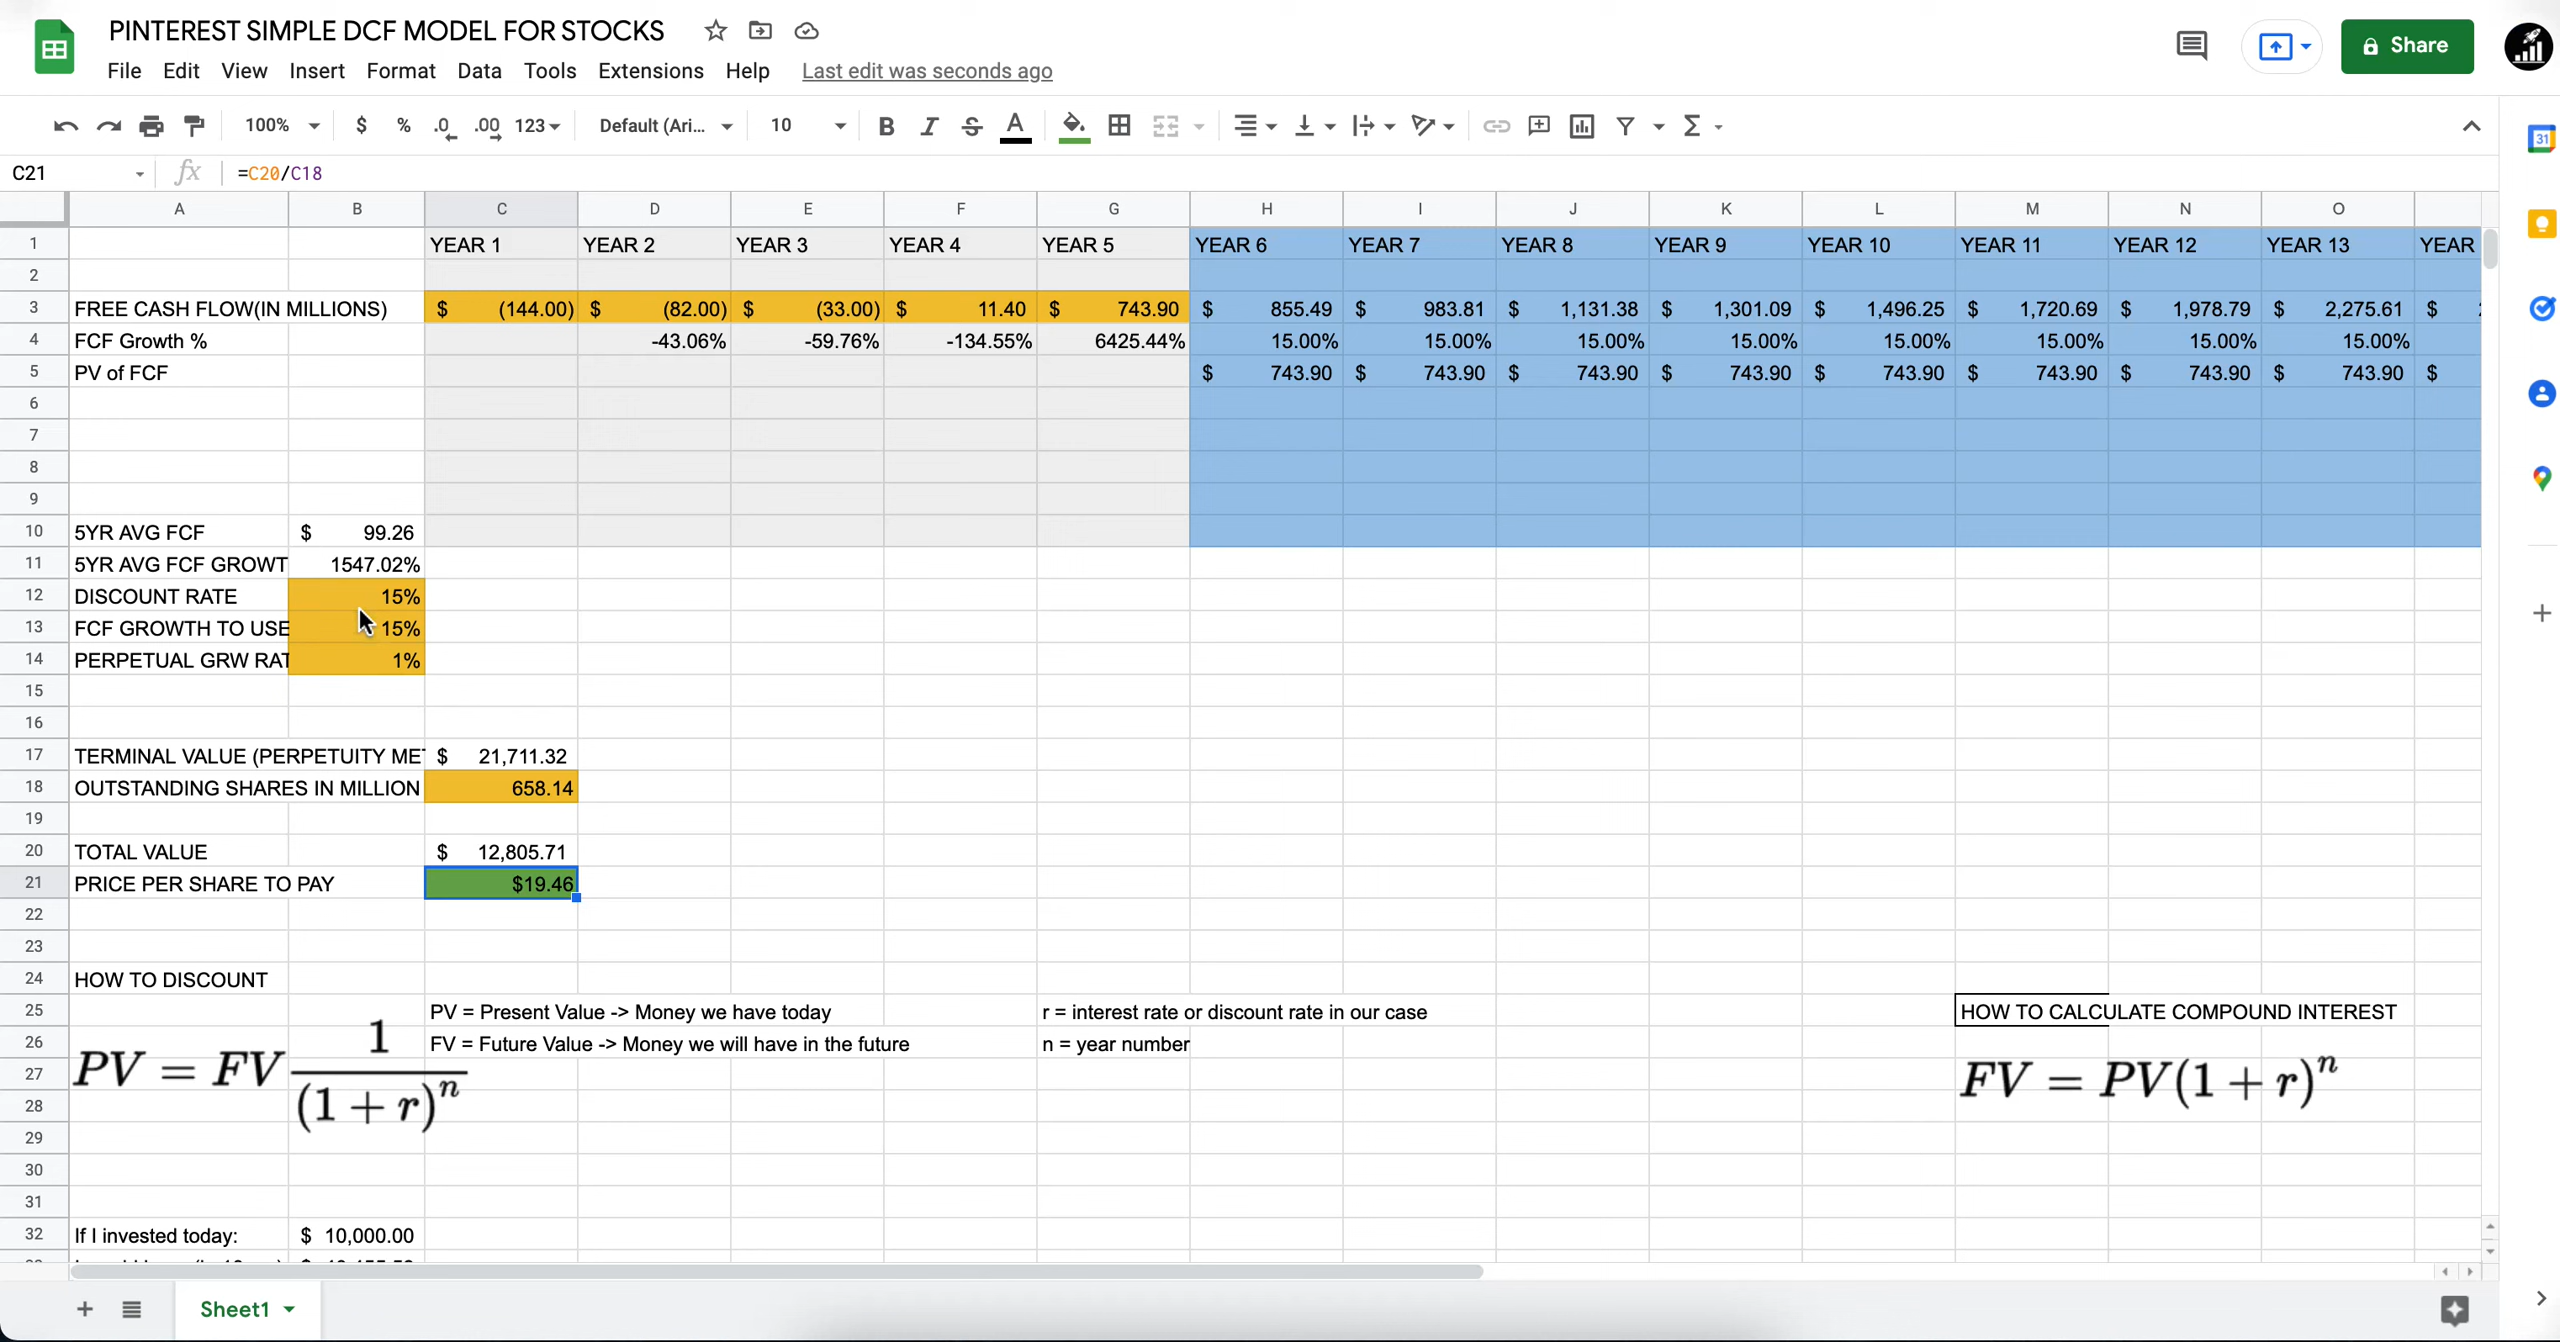 PINTEREST SIMPLE DCF MODEL FOR STOCKS
File Edit View Insert Format Data Tools Extensions Help Last edit was seconds ago
Share
100% $ % .0 .00 123 Default (Ari... 10 B I S A Σ
31
C21 fx =C20/C18
A B C D E F G H I J K L M N O
1 YEAR 1 YEAR 2 YEAR 3 YEAR 4 YEAR 5 YEAR 6 YEAR 7 YEAR 8 YEAR 9 YEAR 10 YEAR 11 YEAR 12 YEAR 13 YEAR
2
3 FREE CASH FLOW(IN MILLIONS) $ (144.00) $ (82.00) $ (33.00) $ 11.40 $ 743.90 $ 855.49 $ 983.81 $ 1,131.38 $ 1,301.09 $ 1,496.25 $ 1,720.69 $ 1,978.79 $ 2,275.61 $
4 FCF Growth % -43.06% -59.76% -134.55% 6425.44% 15.00% 15.00% 15.00% 15.00% 15.00% 15.00% 15.00% 15.00%
5 PV of FCF $ 743.90 $ 743.90 $ 743.90 $ 743.90 $ 743.90 $ 743.90 $ 743.90 $ 743.90 $
6
7
8
9
10 5YR AVG FCF $ 99.26
11 5YR AVG FCF GROWT 1547.02%
12 DISCOUNT RATE 15%
13 FCF GROWTH TO USE 15%
14 PERPETUAL GRW RAT 1%
15
16
17 TERMINAL VALUE (PERPETUITY MET $ 21,711.32
18 OUTSTANDING SHARES IN MILLION 658.14
19
20 TOTAL VALUE $ 12,805.71
21 PRICE PER SHARE TO PAY $19.46
22
23
24 HOW TO DISCOUNT
25 PV = Present Value -> Money we have today r = interest rate or discount rate in our case HOW TO CALCULATE COMPOUND INTEREST
26 FV = Future Value -> Money we will have in the future n = year number
27 PV = FV 1 / (1 + r)^n FV = PV(1 + r)^n
28
29
30
31
32 If I invested today: $ 10,000.00
Sheet1